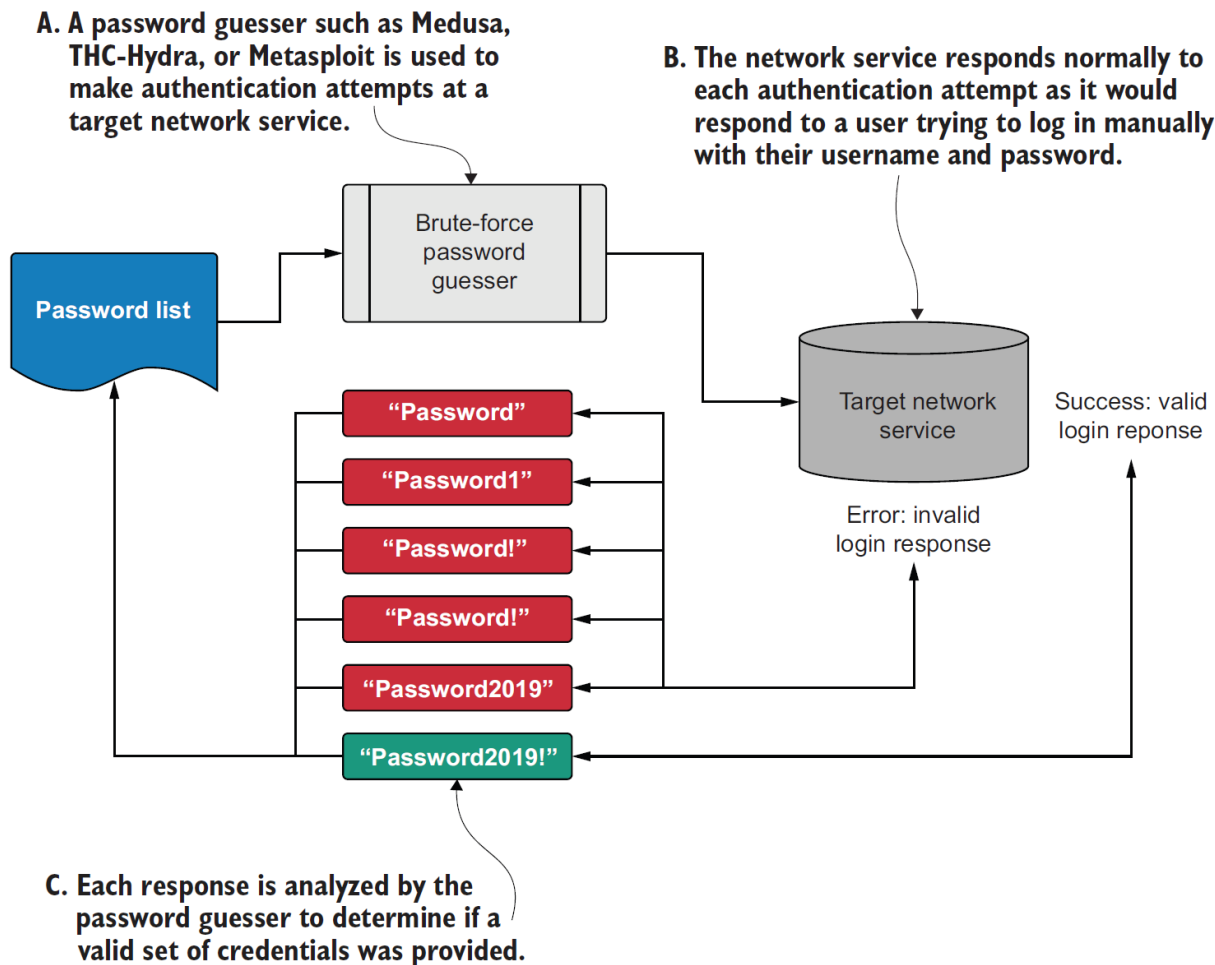 A. A password guesser such as Medusa,
THC-Hydra, or Metasploit is used to
make authentication attempts at a
target network service.
B. The network service responds normally to
each authentication attempt as it would
respond to a user trying to log in manually
with their username and password.
Brute-force
password
guesser
Password list
“Password”
“Password1”
“Password!”
“Password!”
“Password2019”
“Password2019!”
Target network
service
Success: valid
login reponse
Error: invalid
login response
C. Each response is analyzed by the
password guesser to determine if a
valid set of credentials was provided.